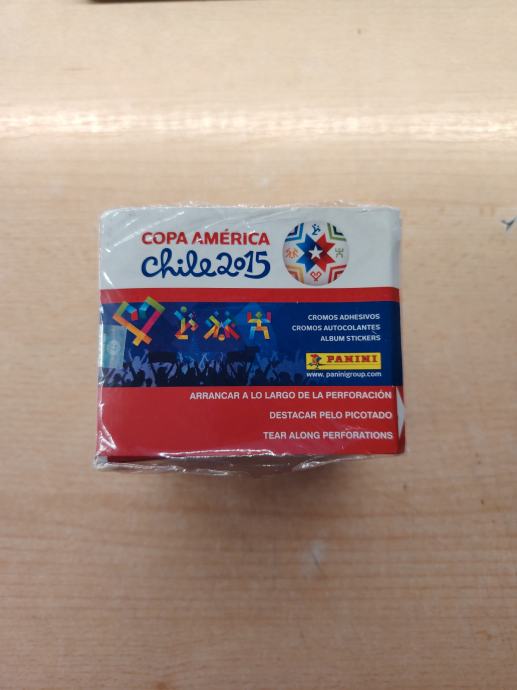 COPA AMÉRICA
Chile 2015
CROMOS ADHESIVOS
CROMOS AUTOCOLANTES
ALBUM STICKERS
PANINI
www.paninigroup.com
ARRANCAR A LO LARGO DE LA PERFORACIÓN
DESTACAR PELO PICOTADO
TEAR ALONG PERFORATIONS